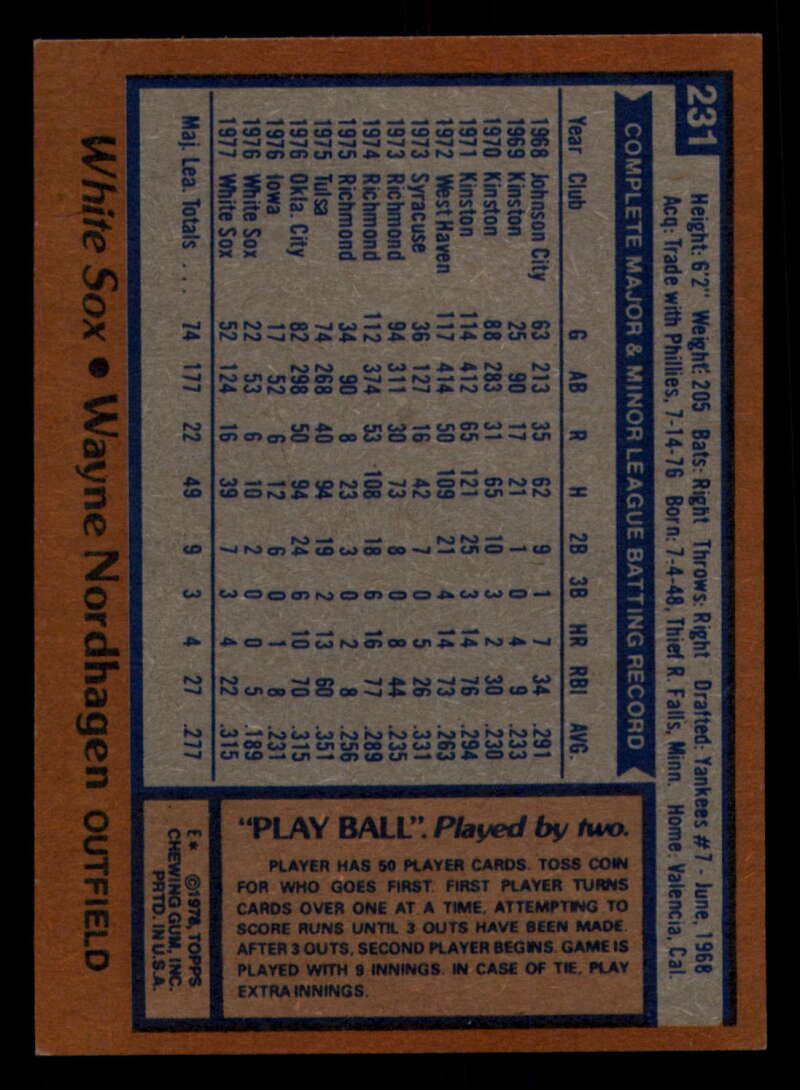 231
Height: 6'2" Weight: 205 Bats: Right Throws: Right Drafted: Yankees #7 - June, 1968
Acq: Trade with Phillies, 7-14-76 Born: 7-4-48, Thief R. Falls, Minn. Home: Valencia, Cal.
COMPLETE MAJOR & MINOR LEAGUE BATTING RECORD
Year Club G AB R H 2B 3B HR RBI AVG.
1968 Johnson City 63 213 35 62 9 1 7 34 .291
1969 Kinston 25 90 17 21 1 0 4 9 .233
1970 Kinston 88 283 31 65 10 3 2 30 .230
1971 Kinston 114 412 65 121 25 3 14 76 .294
1972 West Haven 117 414 50 109 21 4 14 73 .263
1973 Syracuse 36 127 16 42 7 0 5 26 .331
1973 Richmond 94 311 30 73 8 0 8 44 .235
1974 Richmond 112 374 53 108 18 6 16 77 .289
1975 Richmond 34 90 8 23 3 0 2 8 .256
1975 Tulsa 74 268 40 94 19 2 13 60 .351
1976 Okla. City 82 298 50 94 24 6 10 70 .315
1976 Iowa 17 52 6 12 6 0 1 8 .231
1976 White Sox 22 53 6 10 2 0 0 5 .189
1977 White Sox 52 124 16 39 7 3 4 22 .315
Maj. Lea. Totals . . . 74 177 22 49 9 3 4 27 .277
White Sox • Wayne Nordhagen OUTFIELD
"PLAY BALL". Played by two.
PLAYER HAS 50 PLAYER CARDS. TOSS COIN
FOR WHO GOES FIRST. FIRST PLAYER TURNS
CARDS OVER ONE AT A TIME, ATTEMPTING TO
SCORE RUNS UNTIL 3 OUTS HAVE BEEN MADE.
AFTER 3 OUTS, SECOND PLAYER BEGINS. GAME IS
PLAYED WITH 9 INNINGS. IN CASE OF TIE, PLAY
EXTRA INNINGS.
E* ©1978, TOPPS
CHEWING GUM, INC.
PRTD. IN U.S.A.